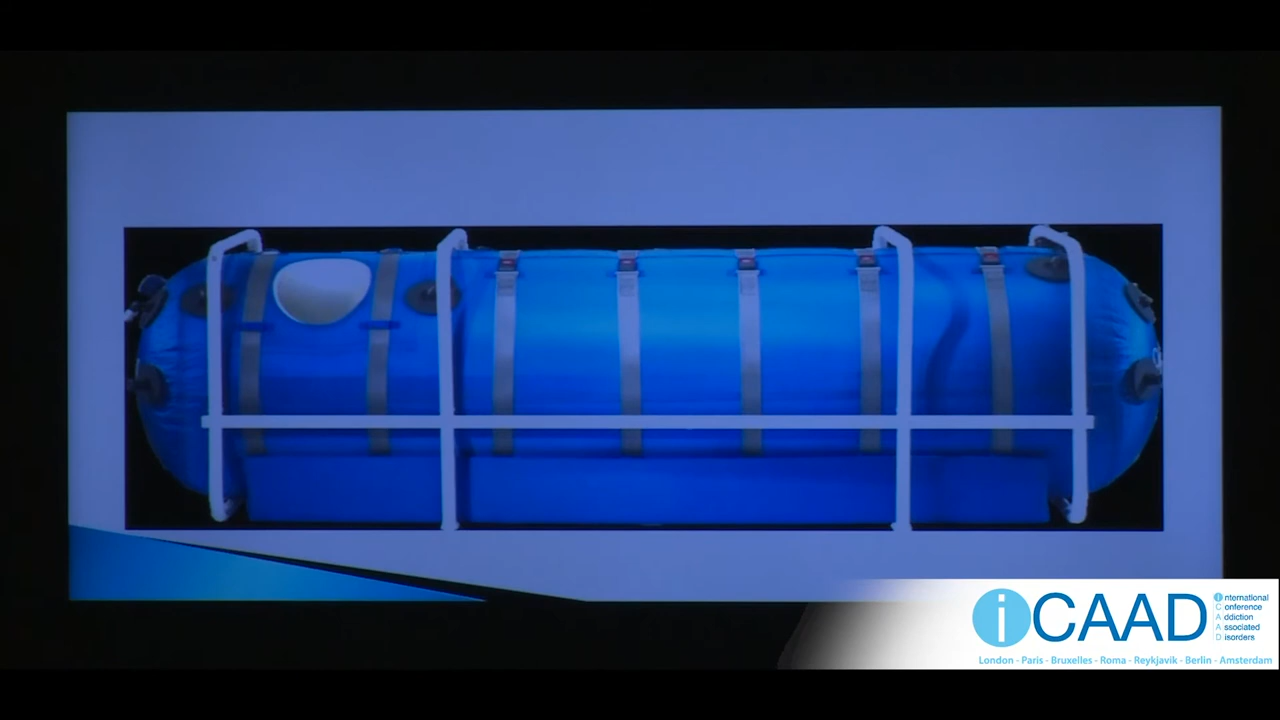 iCAAD
international
Conference
Addiction
Associated
Disorders
London - Paris - Bruxelles - Roma - Reykjavik - Berlin - Amsterdam